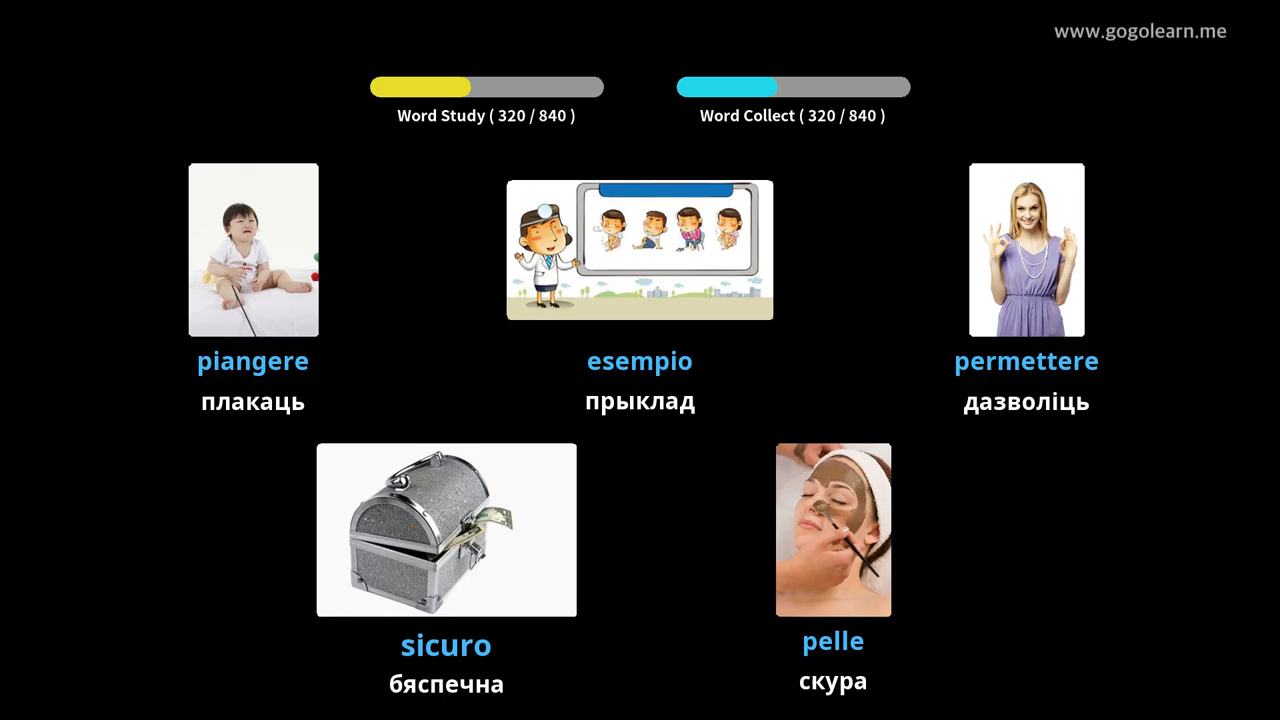 www.gogolearn.me
Word Study ( 320 / 840 )
Word Collect ( 320 / 840 )
piangere
esempio
permettere
плакаць
прыклад
дазволіць
sicuro
pelle
бяспечна
скура